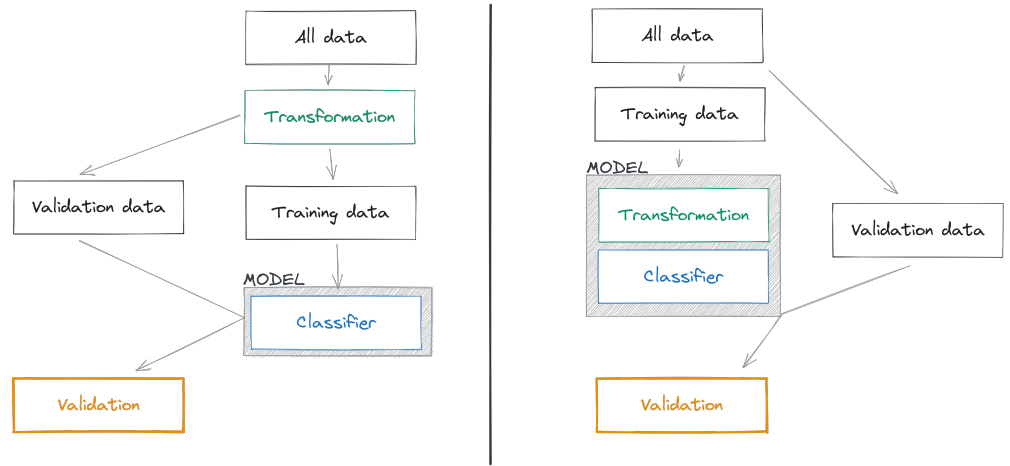 All data
Transformation
Validation data
Training data
MODEL
Classifier
Validation
All data
Training data
MODEL
Transformation
Classifier
Validation data
Validation